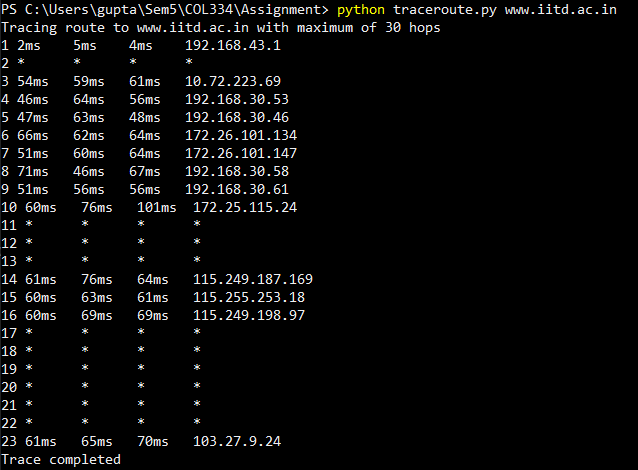 PS C:\Users\gupta\Sem5\COL334\Assignment> python traceroute.py www.iitd.ac.in
Tracing route to www.iitd.ac.in with maximum of 30 hops
1 2ms 5ms 4ms 192.168.43.1
2 * * * *
3 54ms 59ms 61ms 10.72.223.69
4 46ms 64ms 56ms 192.168.30.53
5 47ms 63ms 48ms 192.168.30.46
6 66ms 62ms 64ms 172.26.101.134
7 51ms 60ms 64ms 172.26.101.147
8 71ms 46ms 67ms 192.168.30.58
9 51ms 56ms 56ms 192.168.30.61
10 60ms 76ms 101ms 172.25.115.24
11 * * * *
12 * * * *
13 * * * *
14 61ms 76ms 64ms 115.249.187.169
15 60ms 63ms 61ms 115.255.253.18
16 60ms 69ms 69ms 115.249.198.97
17 * * * *
18 * * * *
19 * * * *
20 * * * *
21 * * * *
22 * * * *
23 61ms 65ms 70ms 103.27.9.24
Trace completed